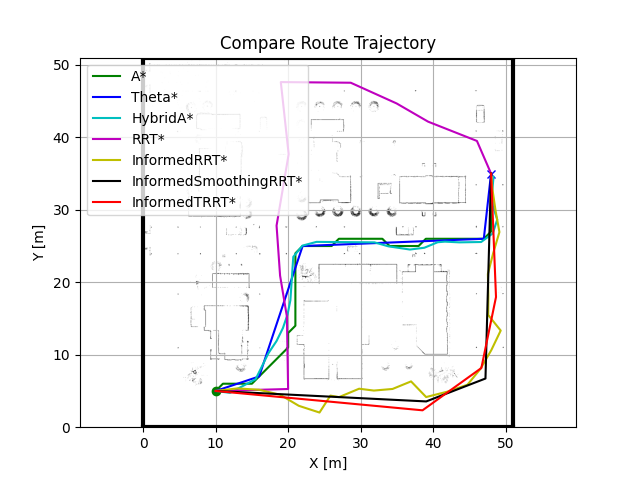 Compare Route Trajectory
50
40
30
20
10
0
Y [m]
A*
Theta*
HybridA*
RRT*
InformedRRT*
InformedSmoothingRRT*
InformedTRRT*
0 10 20 30 40 50
X [m]